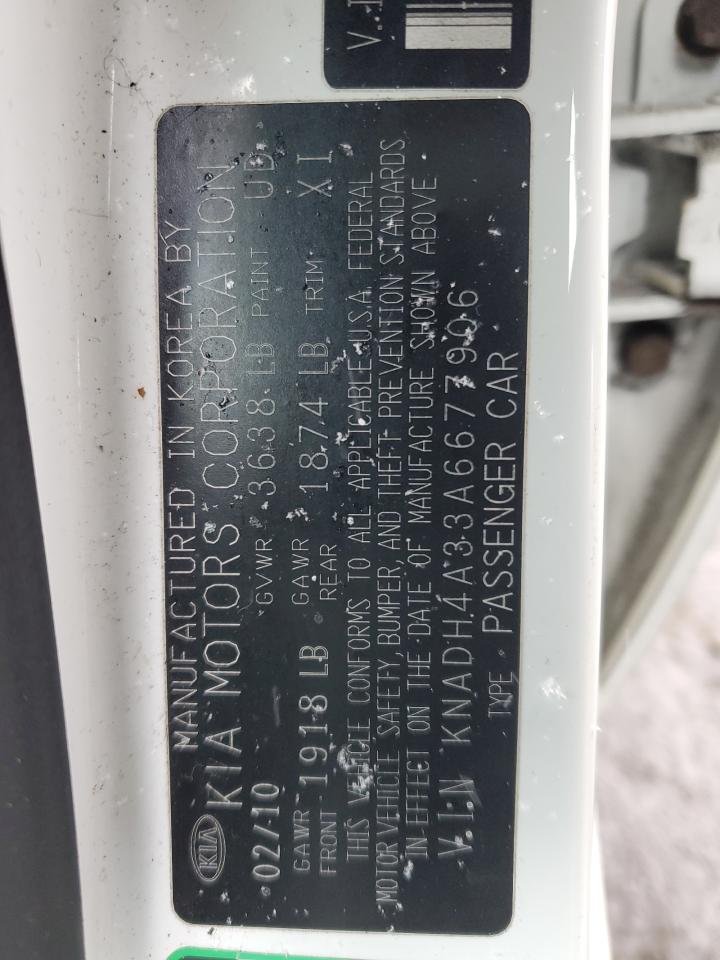 V.I
MANUFACTURED IN KOREA BY
KIA KIA MOTORS CORPORATION
02/10 GVWR 3638 LB PAINT UD
GAWR FRONT 1918 LB GAWR REAR 1874 LB TRIM XI
THIS VEHICLE CONFORMS TO ALL APPLICABLE U.S.A. FEDERAL
MOTOR VEHICLE SAFETY, BUMPER, AND THEFT PREVENTION STANDARDS
IN EFFECT ON THE DATE OF MANUFACTURE SHOWN ABOVE
V.I.N KNADH4A33A6677906
TYPE PASSENGER CAR